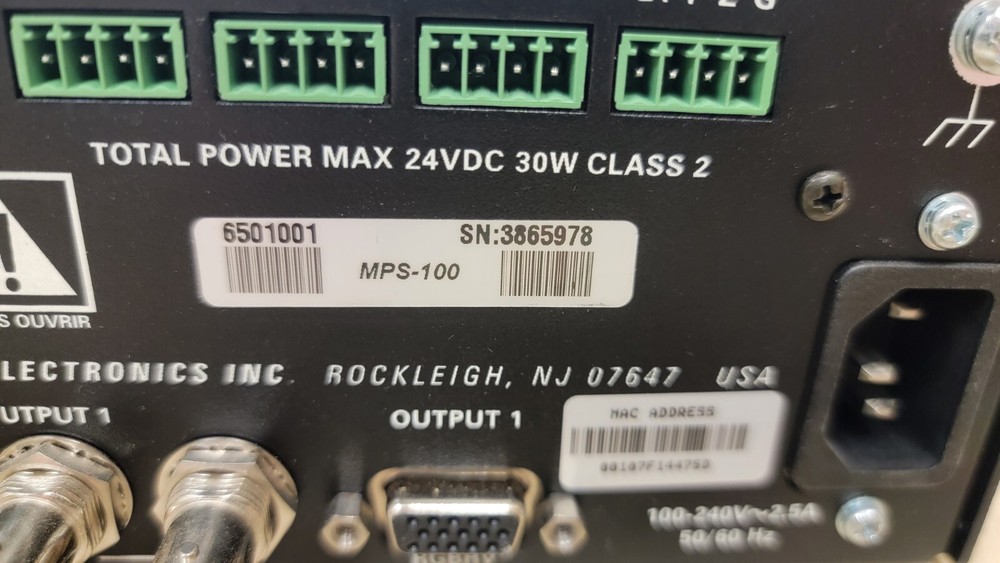 TOTAL POWER MAX 24VDC 30W CLASS 2
6501001
SN:3865978
MPS-100
S OUVRIR
LECTRONICS INC. ROCKLEIGH, NJ 07647 USA
UTPUT 1
OUTPUT 1
MAC ADDRESS
100-240V~2.5A
50/60 Hz
RGBHV